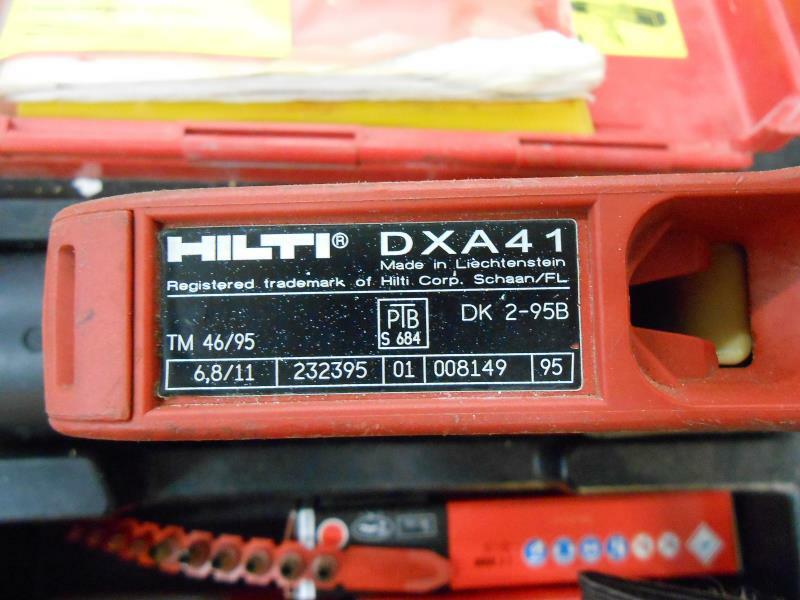 HILTI® DXA41
Made in Liechtenstein
Registered trademark of Hilti Corp. Schaan/FL
PTB
S 684
DK 2-95B
TM 46/95
6,8/11 232395 01 008149 95